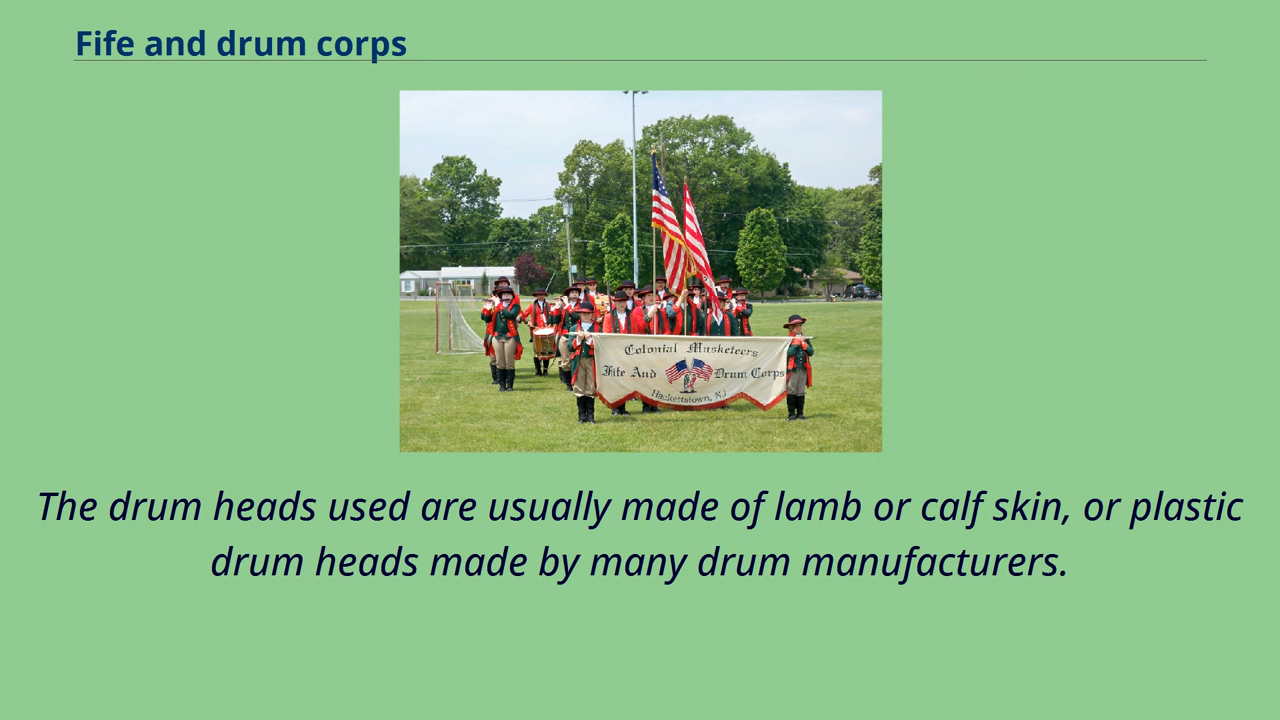 Fife and drum corps
Colonial Musketeers
Fife And Drum Corps
Hackettstown, NJ
The drum heads used are usually made of lamb or calf skin, or plastic
drum heads made by many drum manufacturers.